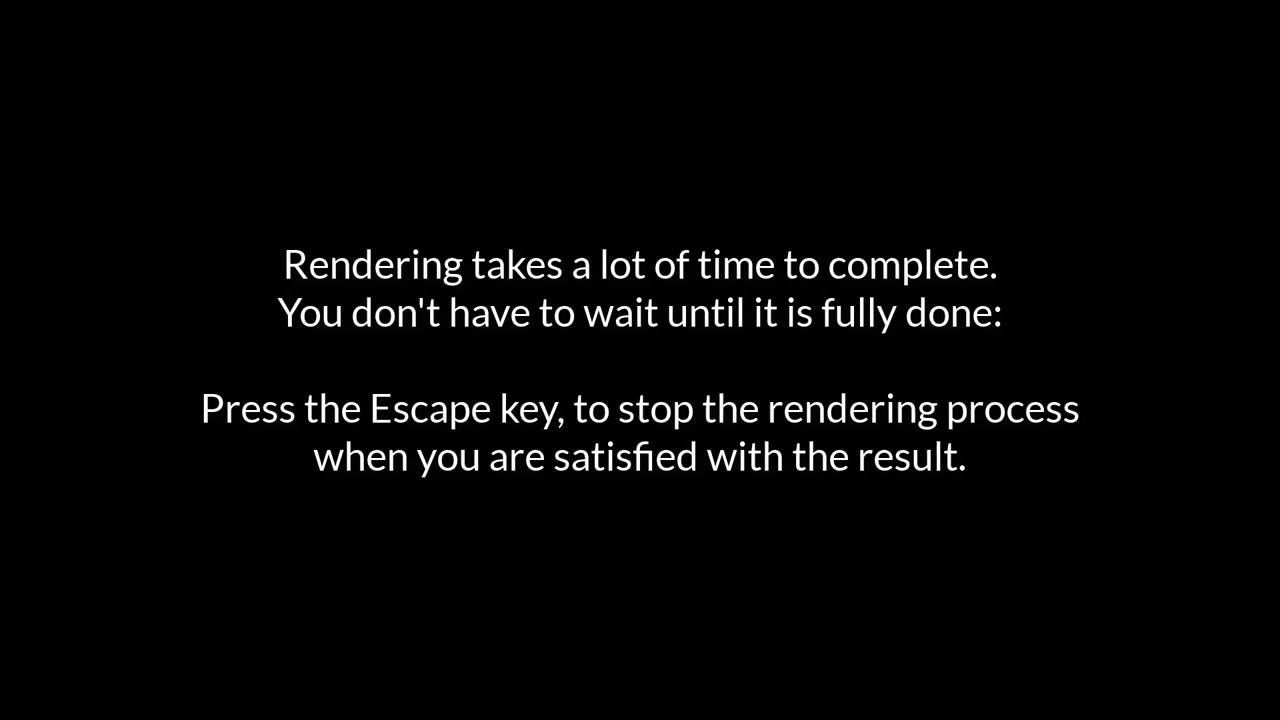 Rendering takes a lot of time to complete.
You don't have to wait until it is fully done:
Press the Escape key, to stop the rendering process
when you are satisfied with the result.